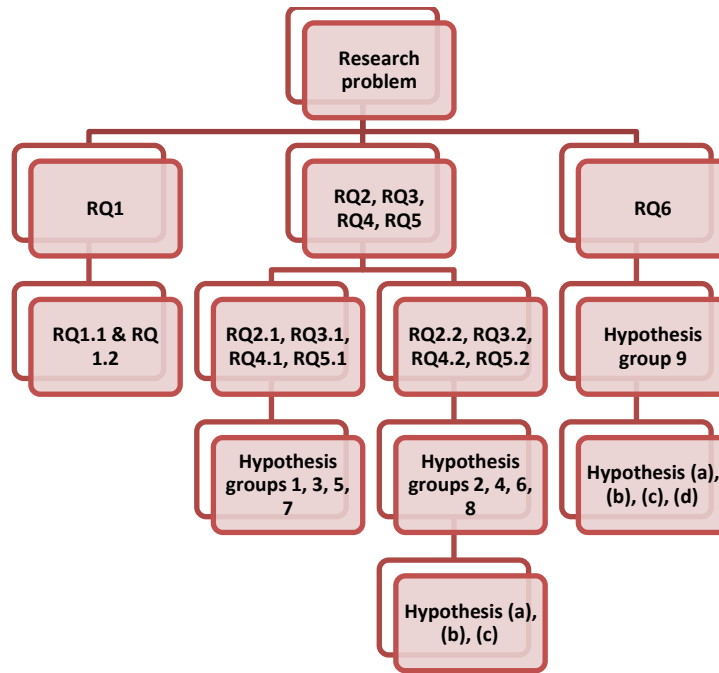 Research
problem
RQ1
RQ2, RQ3,
RQ4, RQ5
RQ6
RQ1.1 & RQ
1.2
RQ2.1, RQ3.1,
RQ4.1, RQ5.1
RQ2.2, RQ3.2,
RQ4.2, RQ5.2
Hypothesis
group 9
Hypothesis
groups 1, 3, 5,
7
Hypothesis
groups 2, 4, 6,
8
Hypothesis (a),
(b), (c), (d)
Hypothesis (a),
(b), (c)